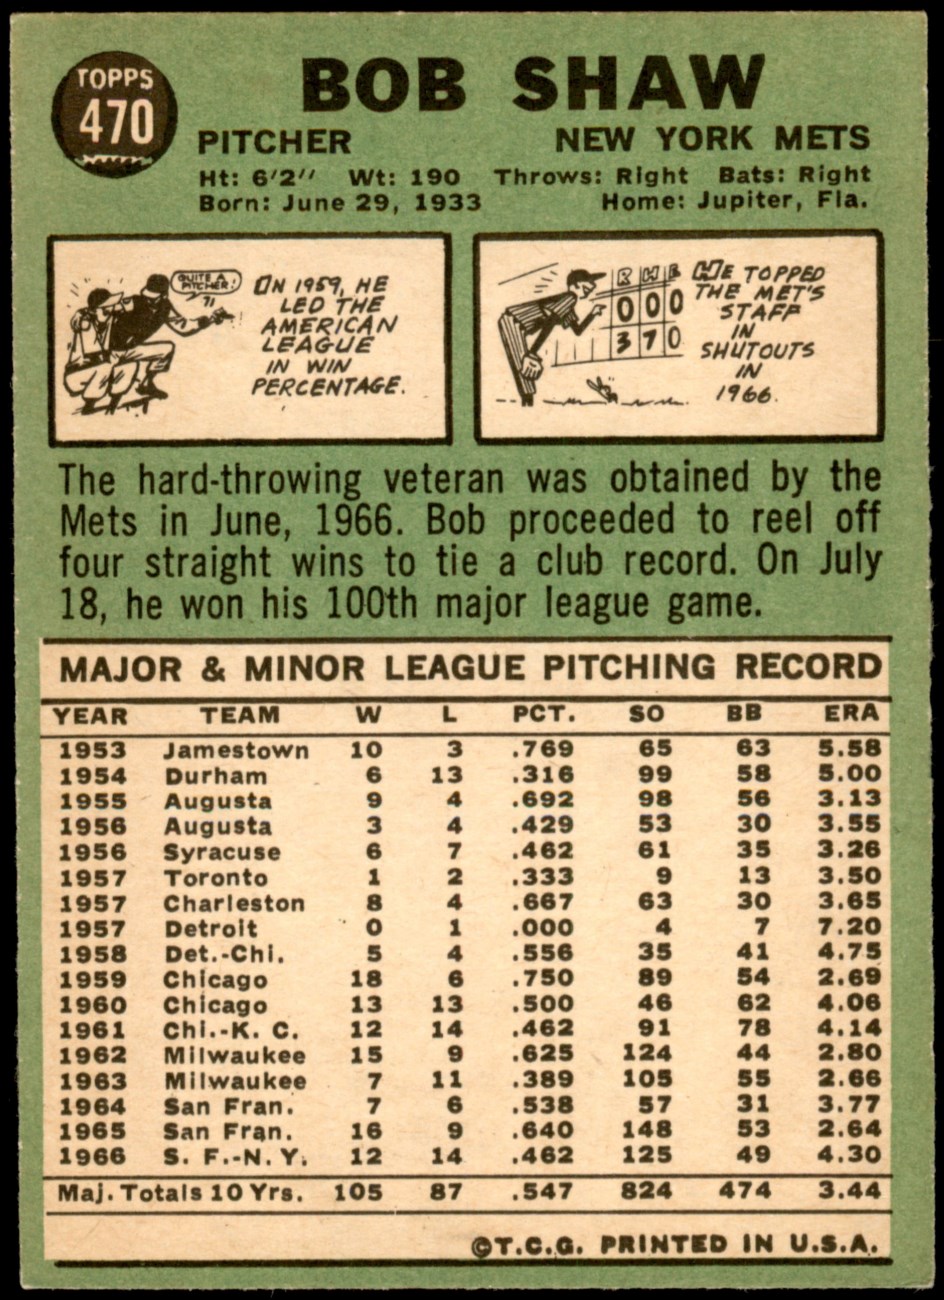 TOPPS
470
BOB SHAW
PITCHER NEW YORK METS
Ht: 6'2" Wt: 190 Throws: Right Bats: Right
Born: June 29, 1933 Home: Jupiter, Fla.
QUITE A
PITCHER!
ON 1959, HE
LED THE
AMERICAN
LEAGUE
IN WIN
PERCENTAGE.
R H E
0 0 0
3 7 0
HE TOPPED
THE MET'S
STAFF
IN
SHUTOUTS
IN
1966.
The hard-throwing veteran was obtained by the
Mets in June, 1966. Bob proceeded to reel off
four straight wins to tie a club record. On July
18, he won his 100th major league game.
MAJOR & MINOR LEAGUE PITCHING RECORD
YEAR TEAM W L PCT. SO BB ERA
1953 Jamestown 10 3 .769 65 63 5.58
1954 Durham 6 13 .316 99 58 5.00
1955 Augusta 9 4 .692 98 56 3.13
1956 Augusta 3 4 .429 53 30 3.55
1956 Syracuse 6 7 .462 61 35 3.26
1957 Toronto 1 2 .333 9 13 3.50
1957 Charleston 8 4 .667 63 30 3.65
1957 Detroit 0 1 .000 4 7 7.20
1958 Det.-Chi. 5 4 .556 35 41 4.75
1959 Chicago 18 6 .750 89 54 2.69
1960 Chicago 13 13 .500 46 62 4.06
1961 Chi.-K. C. 12 14 .462 91 78 4.14
1962 Milwaukee 15 9 .625 124 44 2.80
1963 Milwaukee 7 11 .389 105 55 2.66
1964 San Fran. 7 6 .538 57 31 3.77
1965 San Fran. 16 9 .640 148 53 2.64
1966 S. F.-N. Y. 12 14 .462 125 49 4.30
Maj. Totals 10 Yrs. 105 87 .547 824 474 3.44
©T.C.G. PRINTED IN U.S.A.